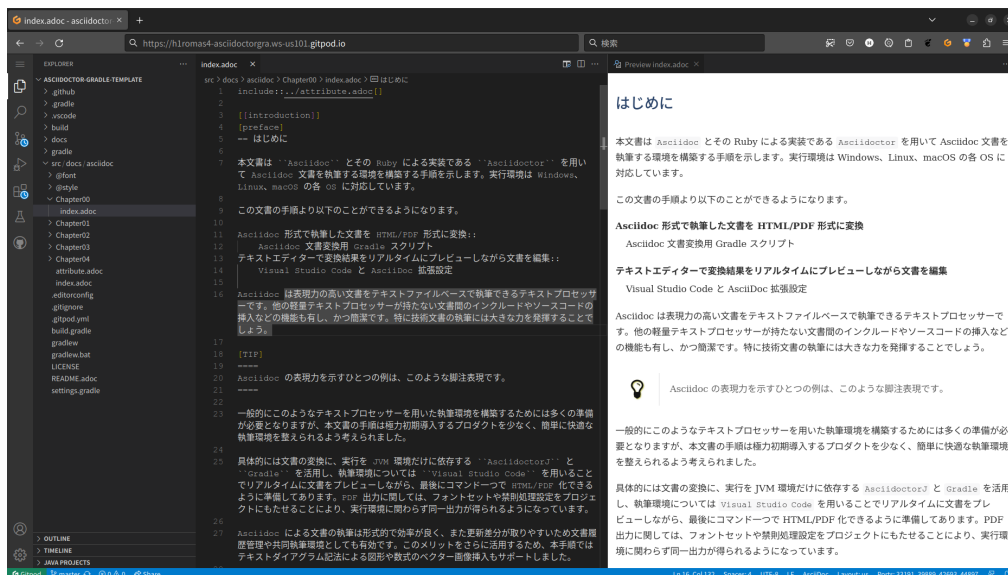 index.adoc - asciidoctor
https://h1romas4-asciidoctorgra.ws-us101.gitpod.io
検索
EXPLORER
ASCIIDOCTOR-GRADLE-TEMPLATE
.github
.gradle
.vscode
build
docs
gradle
src / docs / asciidoc
@font
@style
Chapter00
index.adoc
Chapter01
Chapter02
Chapter03
Chapter04
attribute.adoc
index.adoc
.editorconfig
.gitignore
.gitpod.yml
build.gradle
gradlew
gradlew.bat
LICENSE
README.adoc
settings.gradle
OUTLINE
TIMELINE
JAVA PROJECTS
index.adoc
src > docs > asciidoc > Chapter00 > index.adoc > はじめに
1 include::../attribute.adoc[]
2
3 [[introduction]]
4 [preface]
5 == はじめに
6
7 本文書は ``Asciidoc`` とその Ruby による実装である ``Asciidoctor`` を用い
て Asciidoc 文書を執筆する環境を構築する手順を示します。実行環境は Windows、
Linux、macOS の各 OS に対応しています。
8
9 この文書の手順より以下のことができるようになります。
10
11 Asciidoc 形式で執筆した文書を HTML/PDF 形式に変換::
12 Asciidoc 文書変換用 Gradle スクリプト
13 テキストエディターで変換結果をリアルタイムにプレビューしながら文書を編集::
14 Visual Studio Code と AsciiDoc 拡張設定
15
16 Asciidoc は表現力の高い文書をテキストファイルベースで執筆できるテキストプロセッサ
ーです。他の軽量テキストプロセッサーが持たない文書間のインクルードやソースコードの
挿入などの機能も有し、かつ簡潔です。特に技術文書の執筆には大きな力を発揮することで
しょう。
17
18 [TIP]
19 ====
20 Asciidoc の表現力を示すひとつの例は、このような脚注表現です。
21 ====
22
23 一般的にこのようなテキストプロセッサーを用いた執筆環境を構築するためには多くの準備
が必要となりますが、本文書の手順は極力初期導入するプロダクトを少なく、簡単に快適な
執筆環境を整えられるよう考えられました。
24
25 具体的には文書の変換に、実行を JVM 環境だけに依存する ``AsciidoctorJ`` と
``Gradle`` を活用し、執筆環境については ``Visual Studio Code`` を用いること
でリアルタイムに文書をプレビューしながら、最後にコマンド一つで HTML/PDF 化できる
ように準備してあります。PDF 出力に関しては、フォントセットや禁則処理設定をプロジェ
クトにもたせることにより、実行環境に関わらず同一出力が得られるようになっています。
26
27 Asciidoc による文書の執筆は形式的で効率が良く、また更新差分が取りやすいため文書履
歴管理や共同執筆環境としても有効です。このメリットをさらに活用するため、本手順では
テキストダイアグラム記法による図形や数式のベクター画像挿入もサポートしました。
Preview index.adoc
はじめに
本文書は Asciidoc とその Ruby による実装である Asciidoctor を用いて Asciidoc 文書を
執筆する環境を構築する手順を示します。実行環境は Windows、Linux、macOS の各 OS に
対応しています。
この文書の手順より以下のことができるようになります。
Asciidoc 形式で執筆した文書を HTML/PDF 形式に変換
Asciidoc 文書変換用 Gradle スクリプト
テキストエディターで変換結果をリアルタイムにプレビューしながら文書を編集
Visual Studio Code と AsciiDoc 拡張設定
Asciidoc は表現力の高い文書をテキストファイルベースで執筆できるテキストプロセッサーで
す。他の軽量テキストプロセッサーが持たない文書間のインクルードやソースコードの挿入など
の機能も有し、かつ簡潔です。特に技術文書の執筆には大きな力を発揮することでしょう。
Asciidoc の表現力を示すひとつの例は、このような脚注表現です。
一般的にこのようなテキストプロセッサーを用いた執筆環境を構築するためには多くの準備が必
要となりますが、本文書の手順は極力初期導入するプロダクトを少なく、簡単に快適な執筆環境
を整えられるよう考えられました。
具体的には文書の変換に、実行を JVM 環境だけに依存する AsciidoctorJ と Gradle を活用
し、執筆環境については Visual Studio Code を用いることでリアルタイムに文書をプレ
ビューしながら、最後にコマンド一つで HTML/PDF 化できるように準備してあります。PDF
出力に関しては、フォントセットや禁則処理設定をプロジェクトにもたせることにより、実行環
境に関わらず同一出力が得られるようになっています。
Gitpod master Share